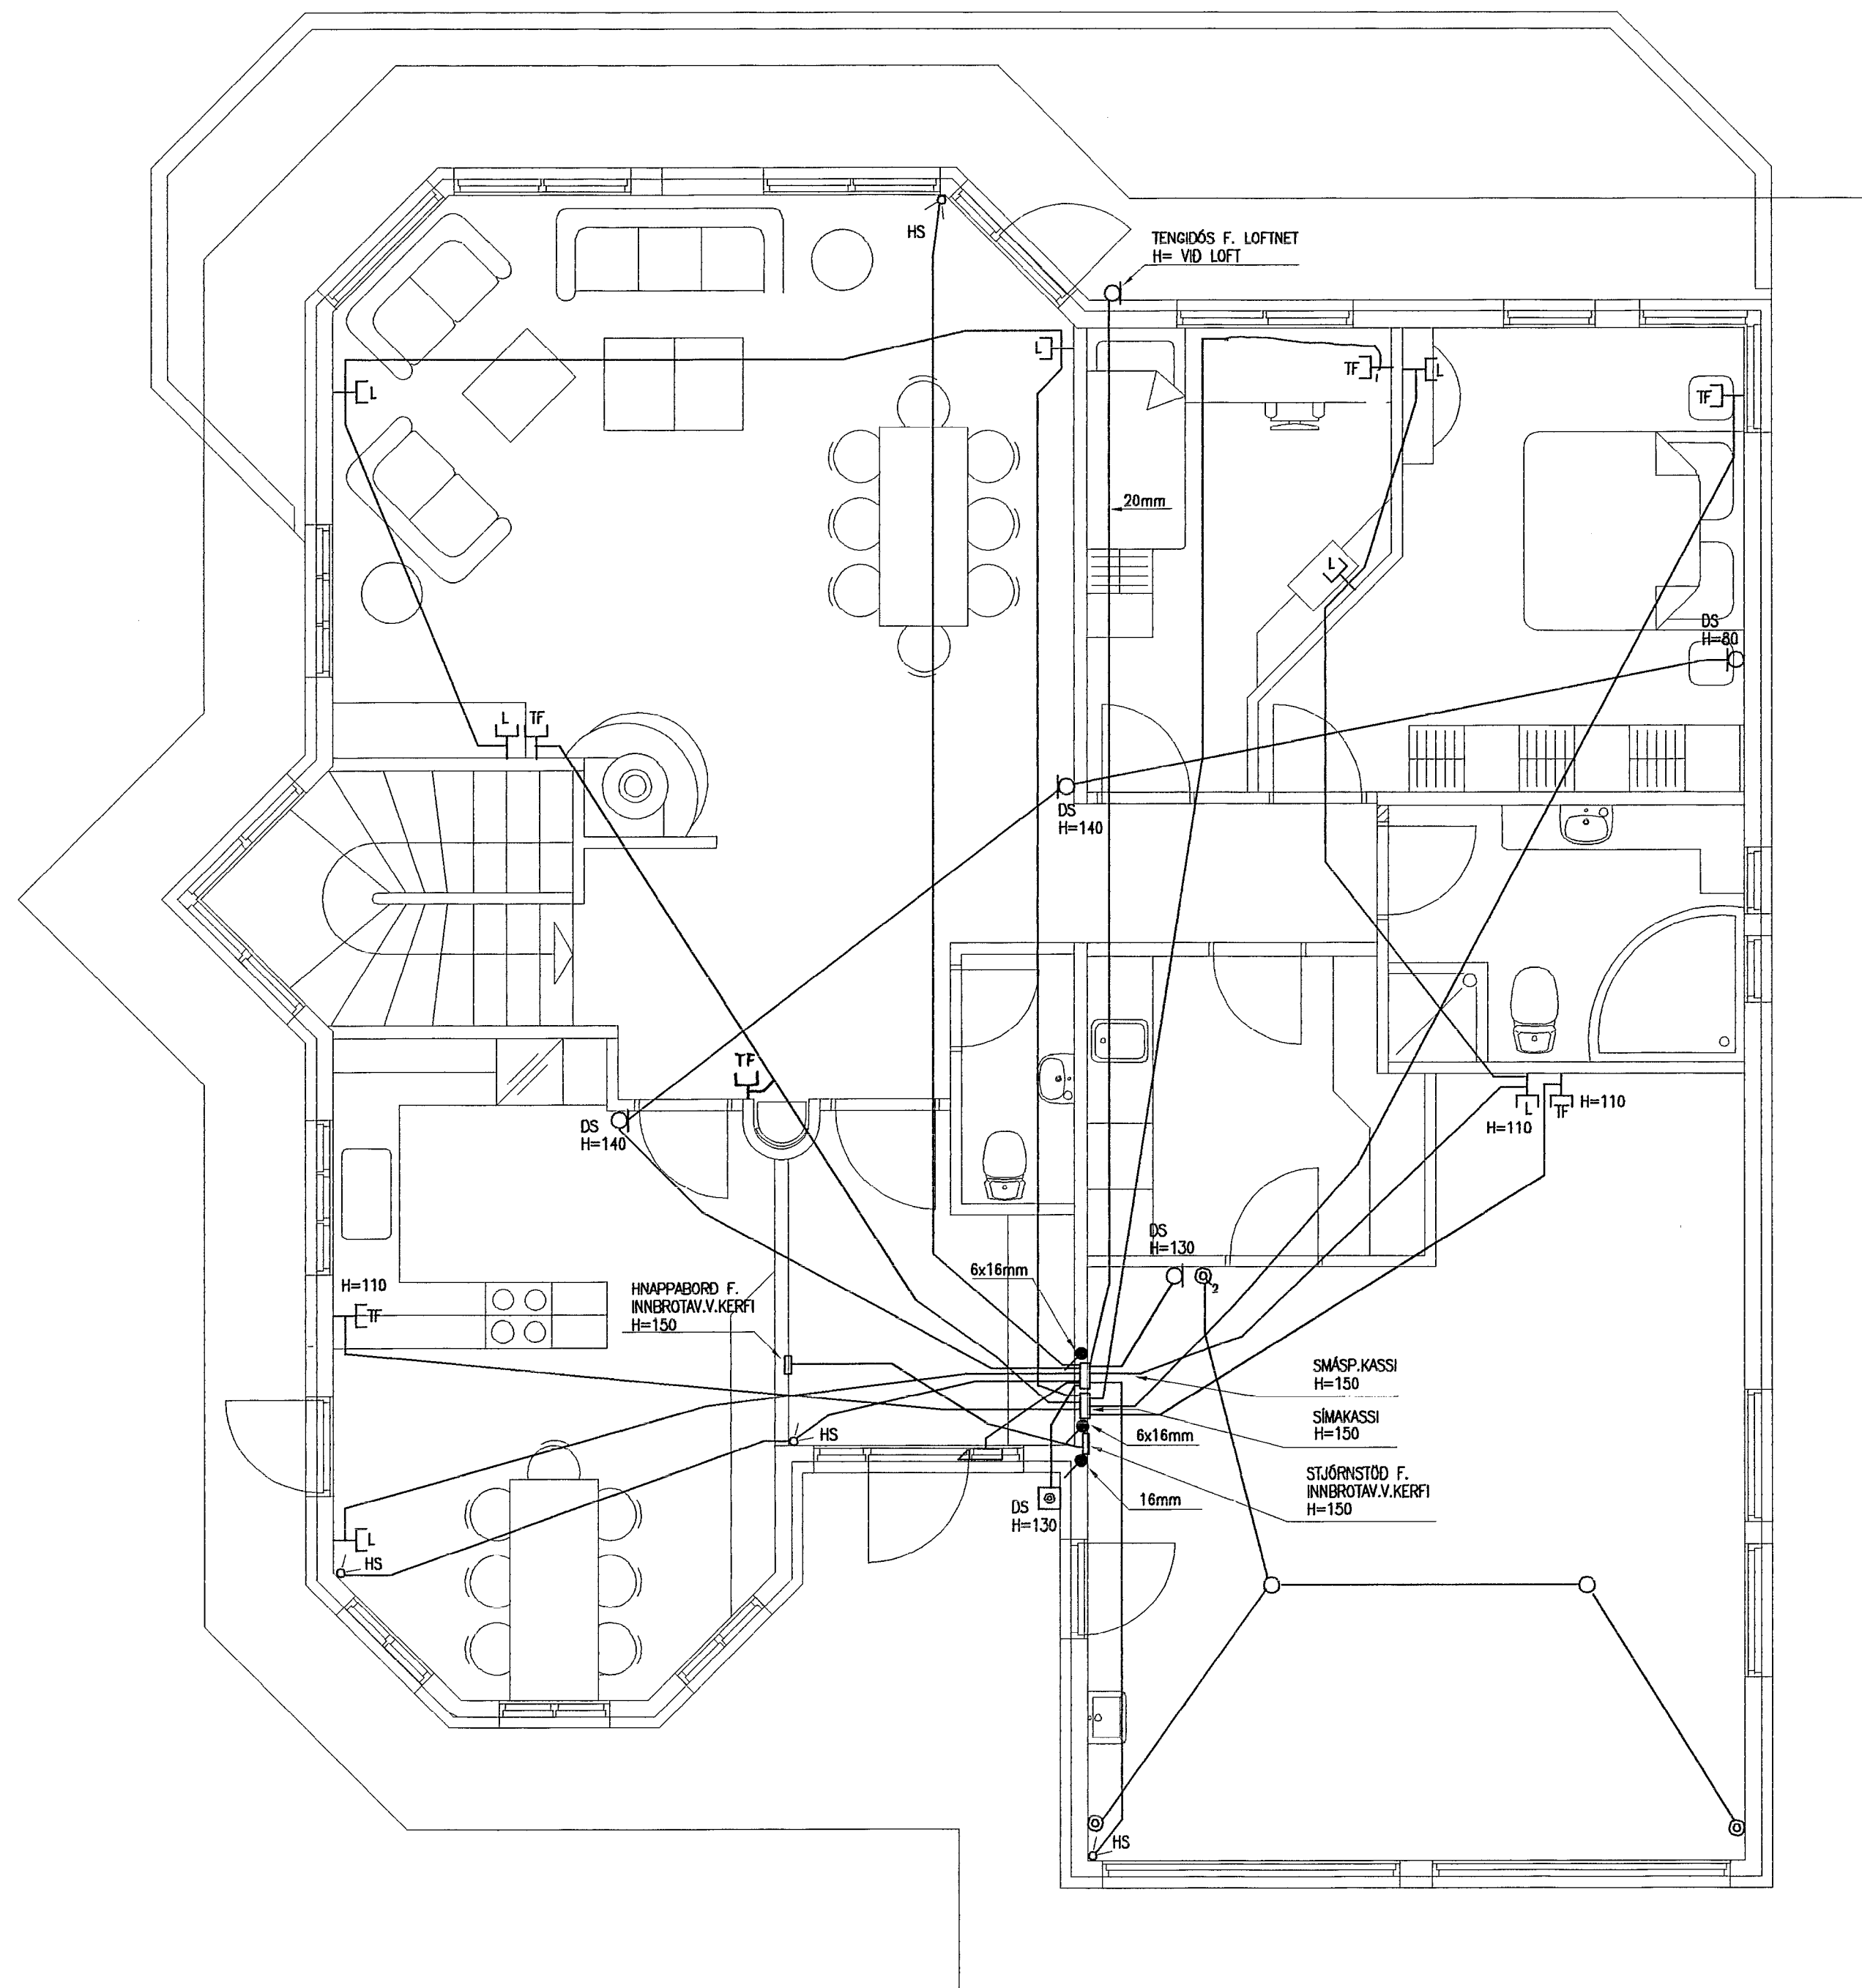 HS
TENGIDÓS F. LOFTNET
H= VIÐ LOFT
L
TF
L
L
TF
20mm
L
DS
H=80
L TF
DS
H=140
TF
DS
H=140
L
H=110
TF
H=110
DS
H=130
2
6x16mm
H=110
TF
HNAPPABORÐ F.
INNBROTAV.V.KERFI
H=150
SMÁSP.KASSI
H=150
SÍMAKASSI
H=150
HS
6x16mm
STJÓRNSTÖÐ F.
INNBROTAV.V.KERFI
H=150
16mm
DS
H=130
L
HS
HS